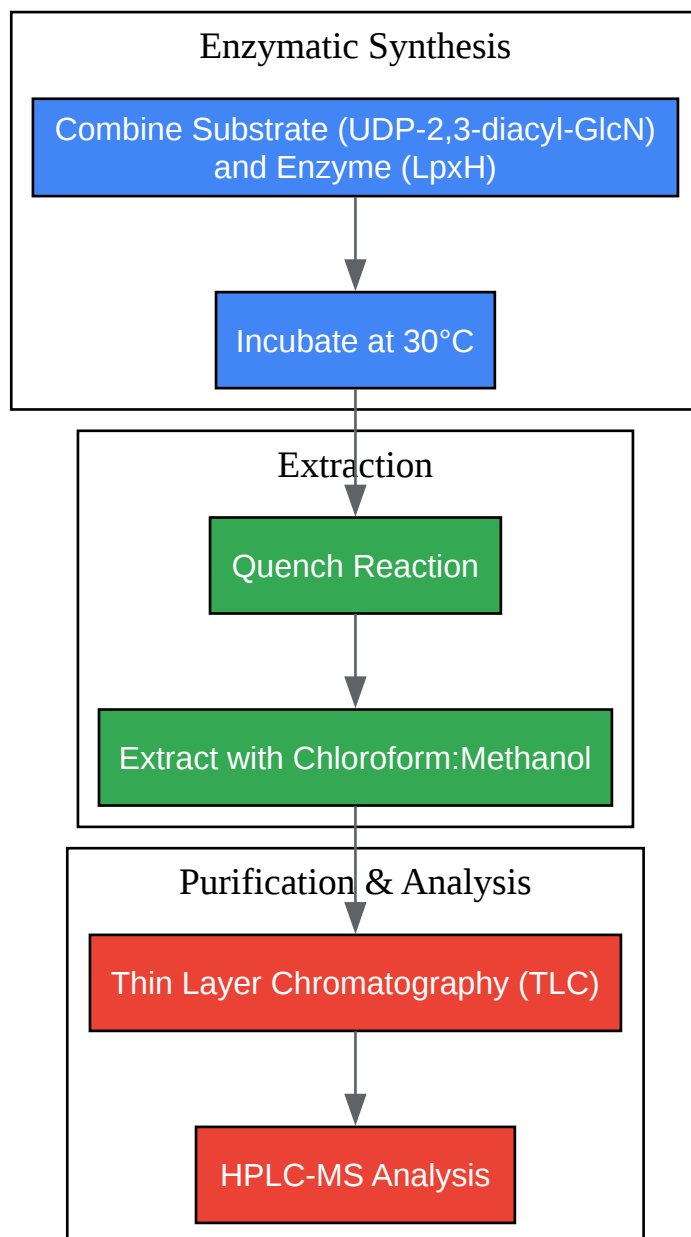 Enzymatic Synthesis
Combine Substrate (UDP-2,3-diacyl-GlcN)
and Enzyme (LpxH)
Incubate at 30°C
Extraction
Quench Reaction
Extract with Chloroform:Methanol
Purification & Analysis
Thin Layer Chromatography (TLC)
HPLC-MS Analysis